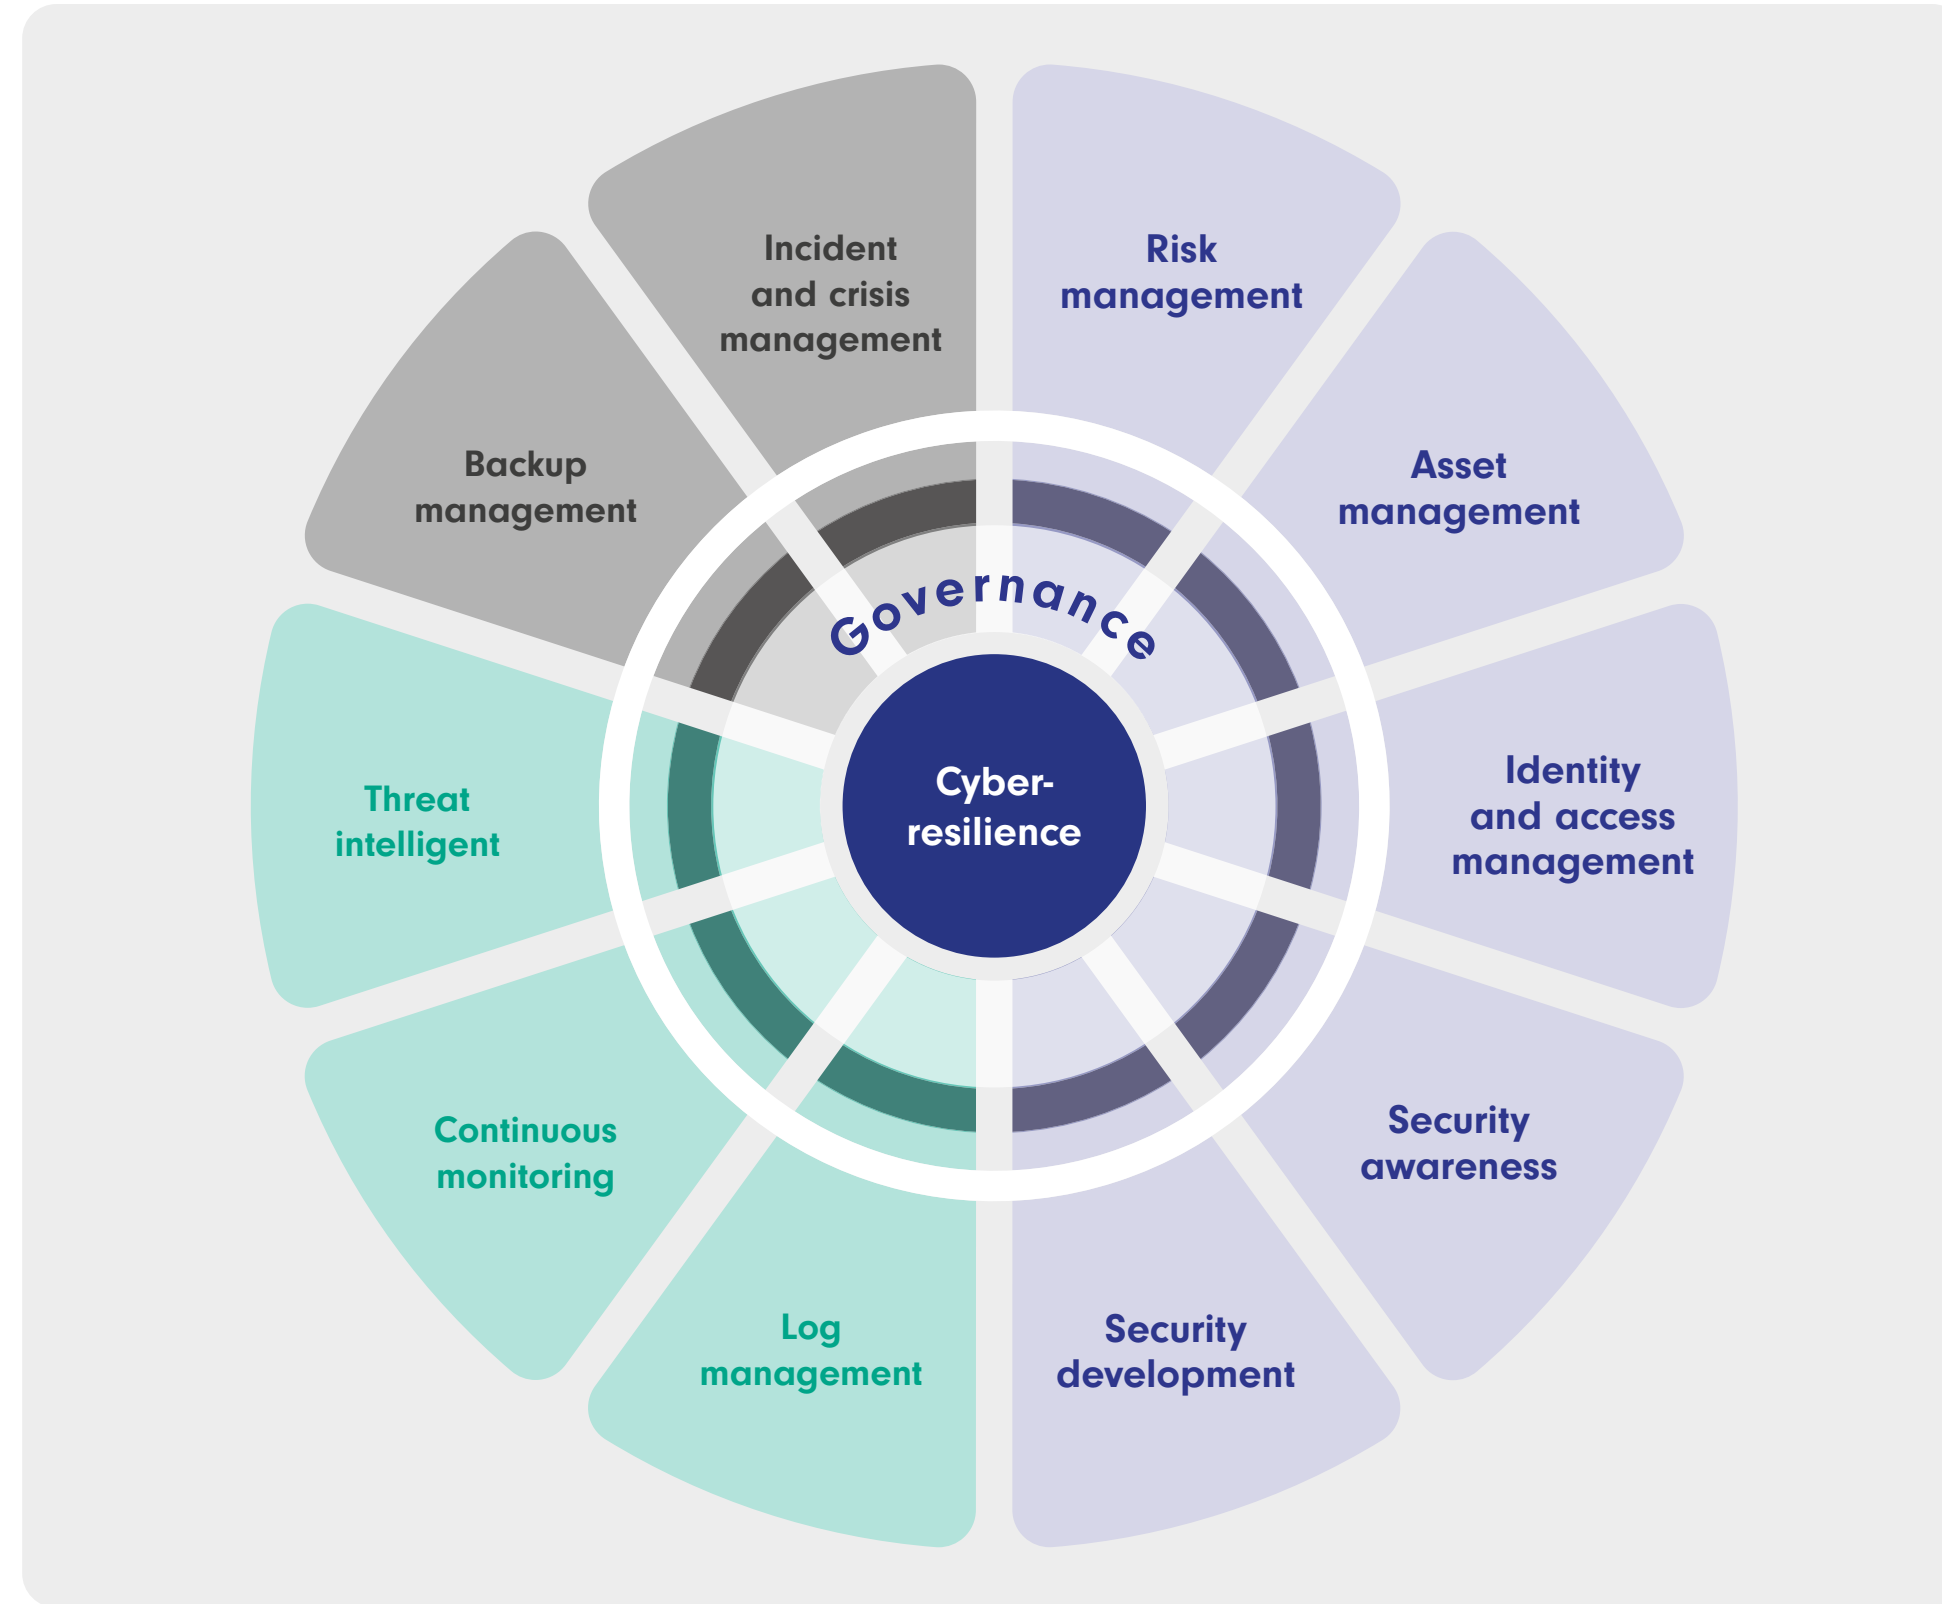 Incident
and crisis
management
Risk
management
Backup
management
Asset
management
Governance
Threat
intelligent
Cyber-
resilience
Identity
and access
management
Continuous
monitoring
Security
awareness
Log
management
Security
development